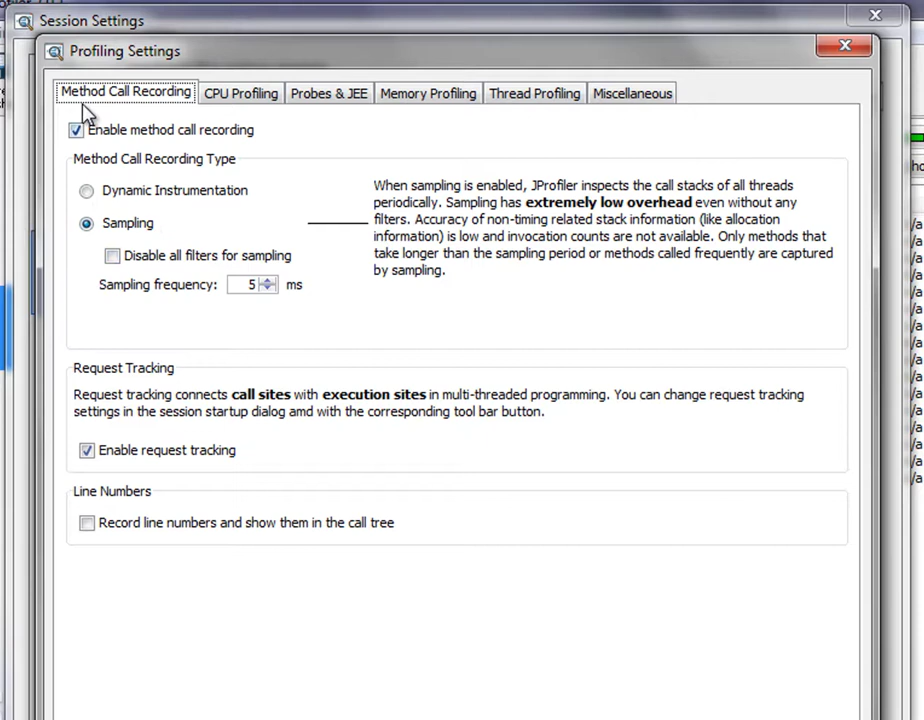 Session Settings
Profiling Settings
Method Call Recording CPU Profiling Probes & JEE Memory Profiling Thread Profiling Miscellaneous
Enable method call recording
Method Call Recording Type
Dynamic Instrumentation
Sampling
Disable all filters for sampling
Sampling frequency: 5 ms
When sampling is enabled, JProfiler inspects the call stacks of all threads
periodically. Sampling has extremely low overhead even without any
filters. Accuracy of non-timing related stack information (like allocation
information) is low and invocation counts are not available. Only methods that
take longer than the sampling period or methods called frequently are captured
by sampling.
Request Tracking
Request tracking connects call sites with execution sites in multi-threaded programming. You can change request tracking
settings in the session startup dialog amd with the corresponding tool bar button.
Enable request tracking
Line Numbers
Record line numbers and show them in the call tree